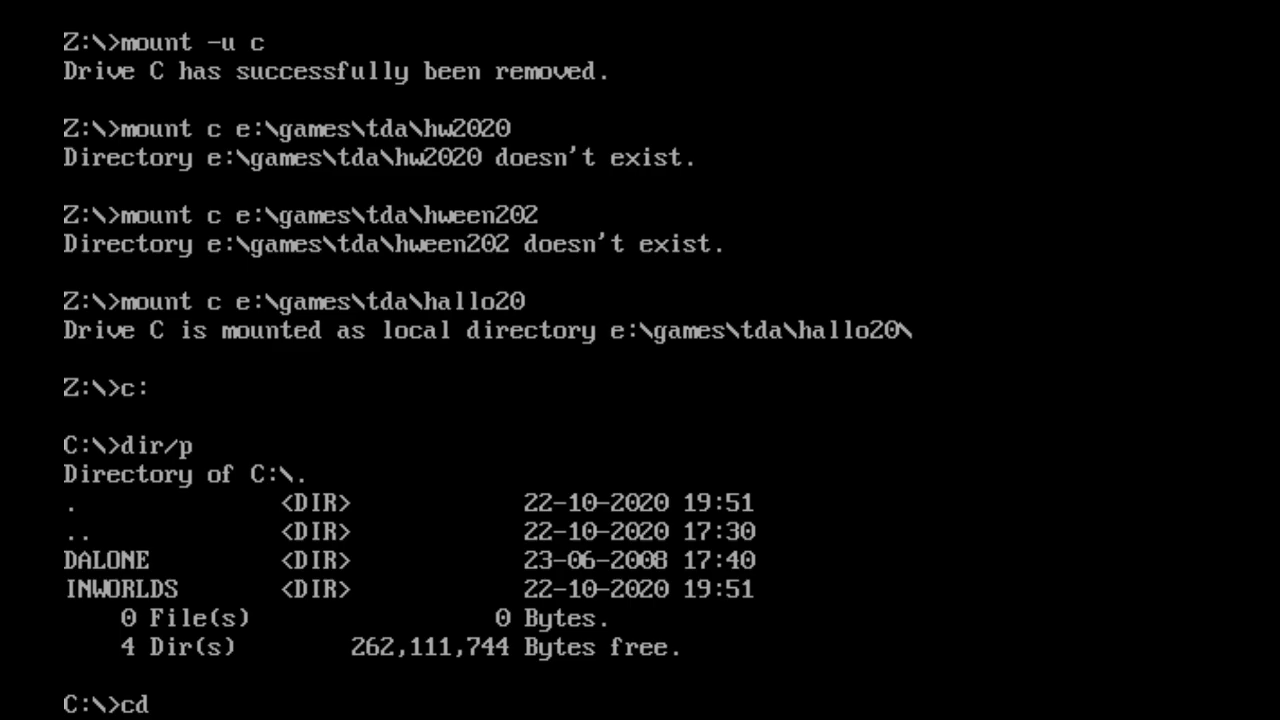 Z:\>mount -u c
Drive C has successfully been removed.
Z:\>mount c e:\games\tda\hw2020
Directory e:\games\tda\hw2020 doesn't exist.
Z:\>mount c e:\games\tda\hween202
Directory e:\games\tda\hween202 doesn't exist.
Z:\>mount c e:\games\tda\hallo20
Drive C is mounted as local directory e:\games\tda\hallo20\
Z:\>c:
C:\>dir/p
Directory of C:\.
. <DIR> 22-10-2020 19:51
.. <DIR> 22-10-2020 17:30
DALONE <DIR> 23-06-2008 17:40
INWORLDS <DIR> 22-10-2020 19:51
0 File(s) 0 Bytes.
4 Dir(s) 262,111,744 Bytes free.
C:\>cd